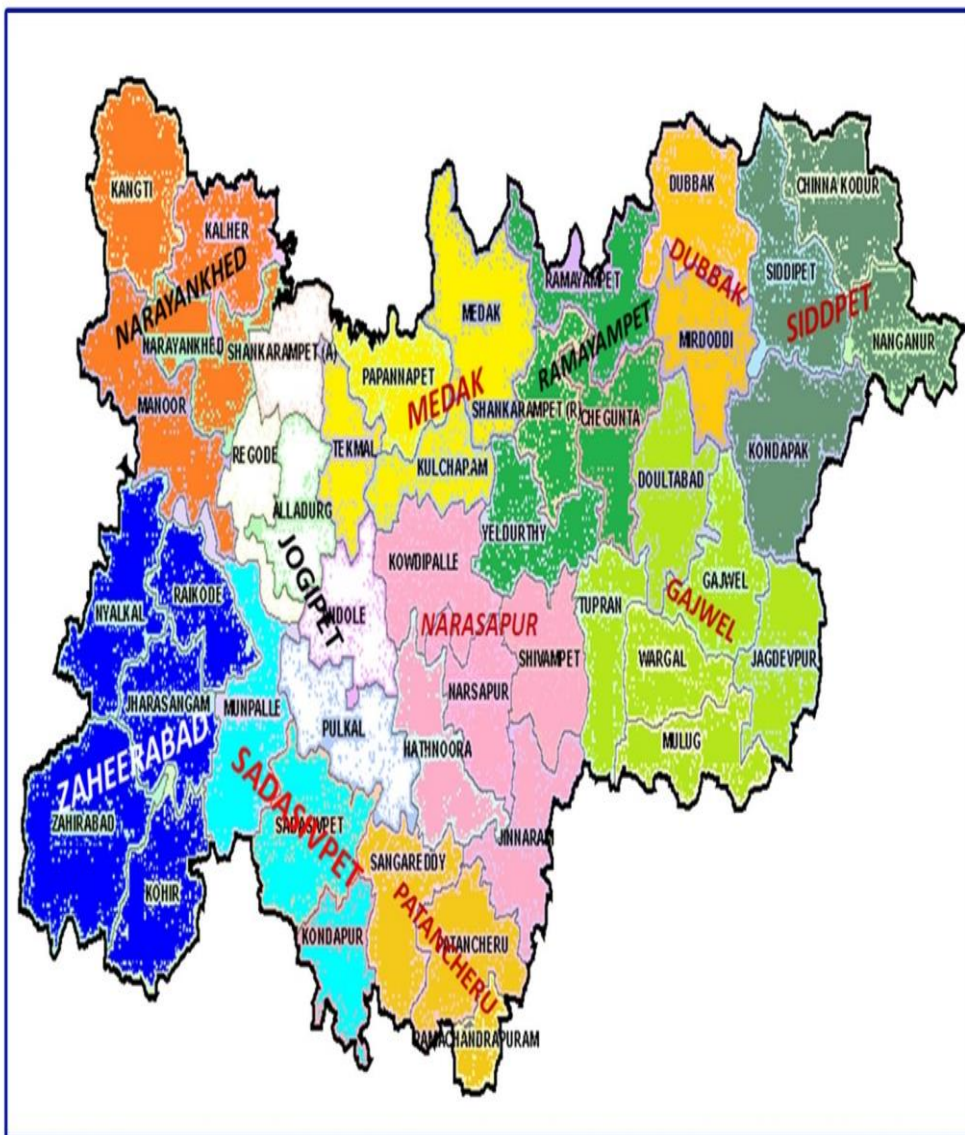 KANGTI
DUBBAK
CHINNA KODUR
KALHER
NARAYANKHED
DUBBAK
SIDDIPET
RAMAYAMPET
MEDAK
SIDDPET
RAMAYAMPET
MIRDODDI
NANGANUR
NARAYANKHED
SHANKARAMPET (A)
PAPANNAPET
MEDAK
MANOOR
SHANKARAMPET (R)
CHEGUNTA
REGODE
TEKMAL
KULCHARAM
DOULTABAD
KONDAPAK
ALLADURG
YELDURTHY
JOGIPET
KOWDIPALLE
NYALKAL
RAIKODE
TUPRAN
GAJWEL
GAJWEL
NARASAPUR
SHIVAMPET
WARGAL
JAGDEVPUR
JHARASANGAM
MUNPALLE
NARSAPUR
PULKAL
HATHNOORA
MULUG
ZAHEERABAD
SADASIVPET
ZAHIRABAD
SADASIVPET
JINNARAM
SANGAREDDY
KOHIR
PATANCHERU
KONDAPUR
PATANCHERU
RAMACHANDRAPURAM